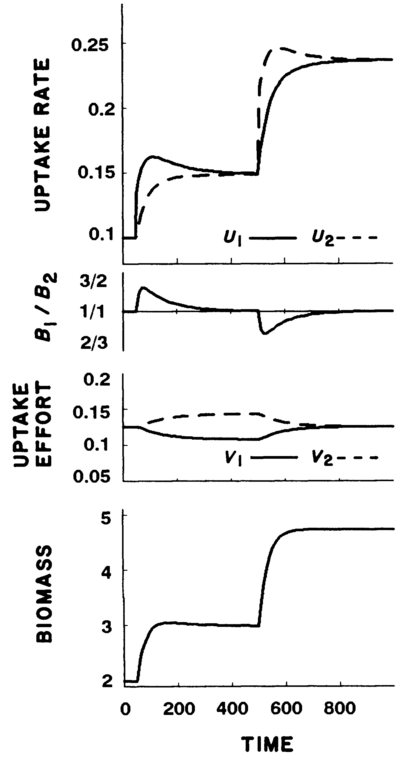 UPTAKE RATE
0.25
0.2
0.15
0.1
U1 U2
B1 / B2
3/2
1/1
2/3
UPTAKE
EFFORT
0.2
0.15
0.1
0.05
V1 V2
BIOMASS
5
4
3
2
0 200 400 600 800
TIME